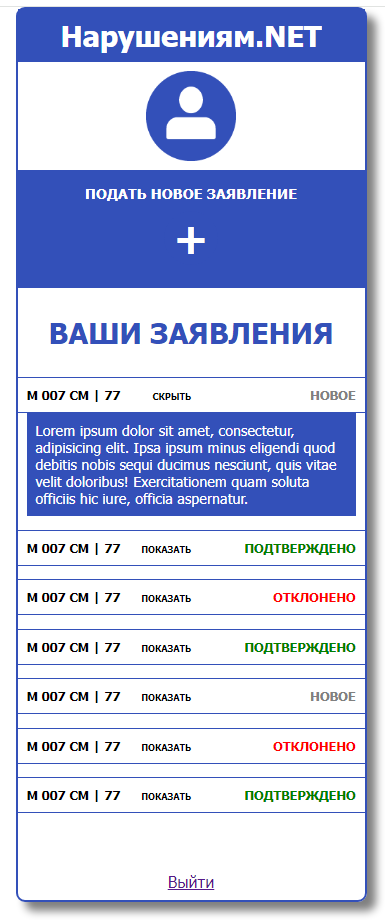 Нарушениям.NET
ПОДАТЬ НОВОЕ ЗАЯВЛЕНИЕ
+
ВАШИ ЗАЯВЛЕНИЯ
М 007 СМ | 77 СКРЫТЬ НОВОЕ
Lorem ipsum dolor sit amet, consectetur,
adipisicing elit. Ipsa ipsum minus eligendi quod
debitis nobis sequi ducimus nesciunt, quis vitae
velit doloribus! Exercitationem quam soluta
officiis hic iure, officia aspernatur.
М 007 СМ | 77 ПОКАЗАТЬ ПОДТВЕРЖДЕНО
М 007 СМ | 77 ПОКАЗАТЬ ОТКЛОНЕНО
М 007 СМ | 77 ПОКАЗАТЬ ПОДТВЕРЖДЕНО
М 007 СМ | 77 ПОКАЗАТЬ НОВОЕ
М 007 СМ | 77 ПОКАЗАТЬ ОТКЛОНЕНО
М 007 СМ | 77 ПОКАЗАТЬ ПОДТВЕРЖДЕНО
Выйти